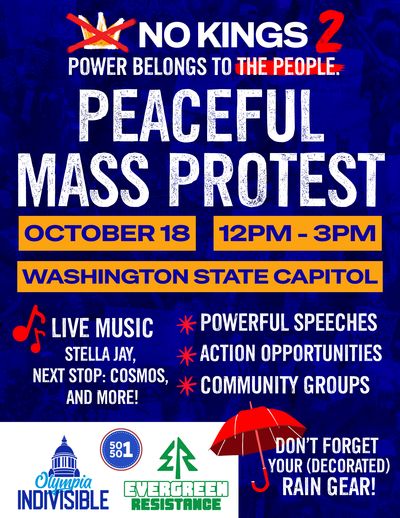 NO KINGS 2
POWER BELONGS TO THE PEOPLE.
PEACEFUL
MASS PROTEST
OCTOBER 18
12PM - 3PM
WASHINGTON STATE CAPITOL
LIVE MUSIC
STELLA JAY,
NEXT STOP: COSMOS,
AND MORE!
POWERFUL SPEECHES
ACTION OPPORTUNITIES
COMMUNITY GROUPS
Olympia
INDIVISIBLE
50
50
1
EVERGREEN
RESISTANCE
DON'T FORGET
YOUR (DECORATED)
RAIN GEAR!